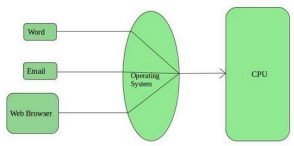 Word
Email
Web Browser
Operating
System
CPU